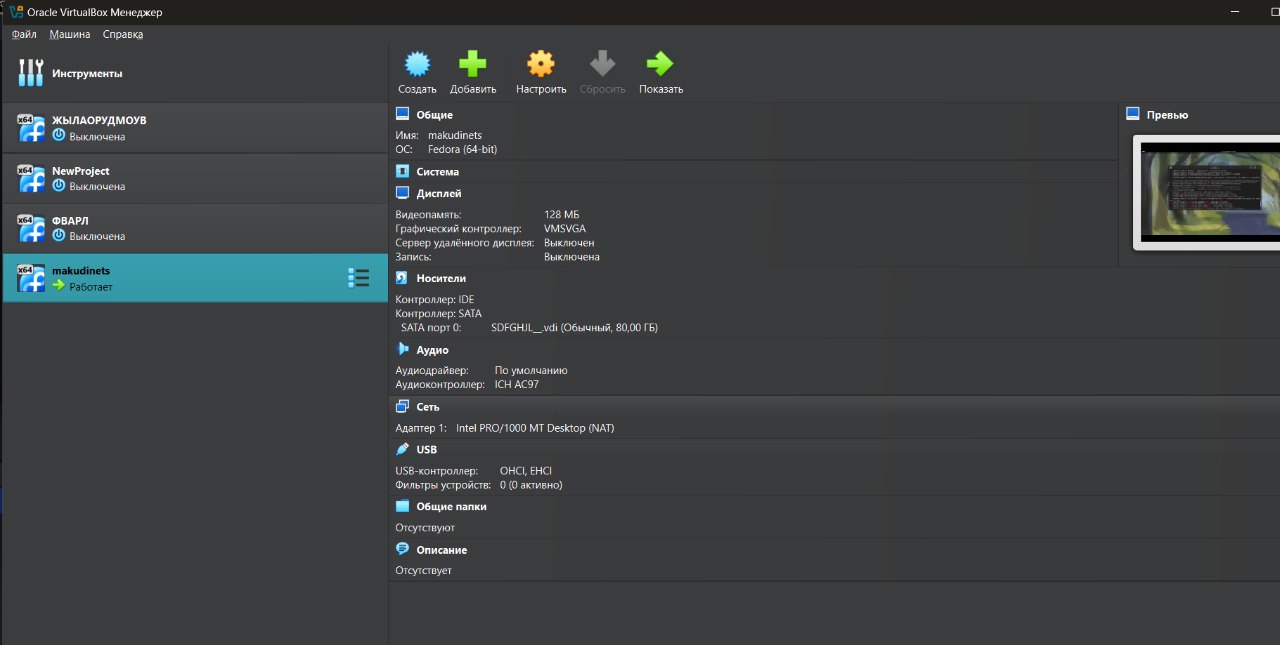 Oracle VirtualBox Менеджер
Файл Машина Справка
Инструменты
x64 ЖЫЛАОРУДМОУВ
Выключена
x64 NewProject
Выключена
x64 ФВАРЛ
Выключена
x64 makudinets
Работает
Создать Добавить Настроить Сбросить Показать
Общие
Имя: makudinets
ОС: Fedora (64-bit)
Система
Дисплей
Видеопамять: 128 МБ
Графический контроллер: VMSVGA
Сервер удалённого дисплея: Выключен
Запись: Выключена
Носители
Контроллер: IDE
Контроллер: SATA
SATA порт 0: SDFGHJL__.vdi (Обычный, 80,00 ГБ)
Аудио
Аудиодрайвер: По умолчанию
Аудиоконтроллер: ICH AC97
Сеть
Адаптер 1: Intel PRO/1000 MT Desktop (NAT)
USB
USB-контроллер: OHCI, EHCI
Фильтры устройств: 0 (0 активно)
Общие папки
Отсутствуют
Описание
Отсутствует
Превью